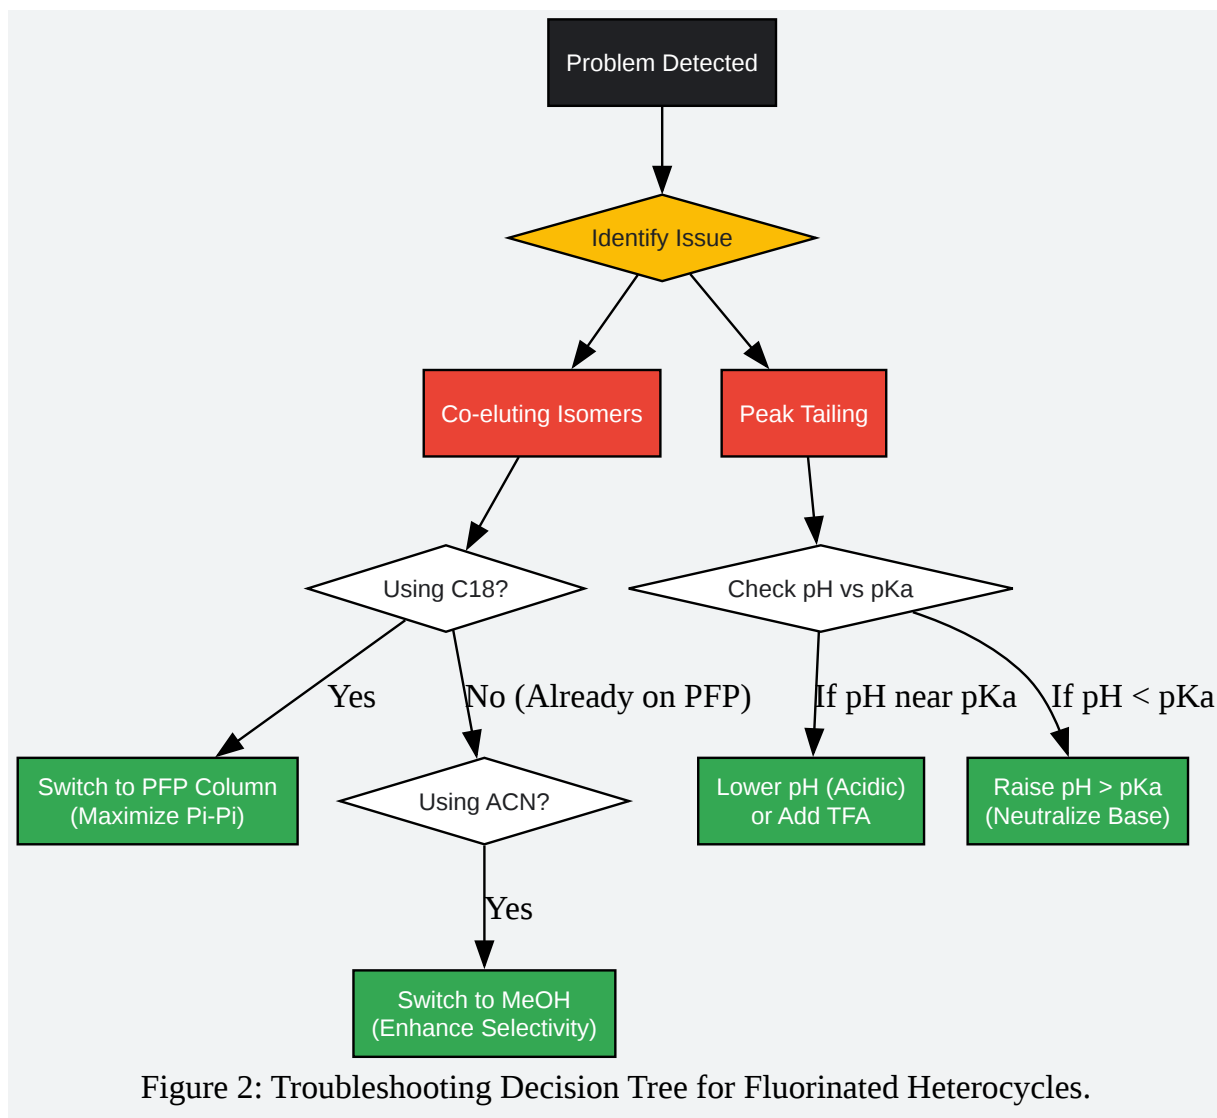 Problem Detected
Identify Issue
Co-eluting Isomers
Peak Tailing
Using C18?
Check pH vs pKa
Yes
No (Already on PFP)
If pH near pKa
If pH < pKa
Switch to PFP Column
(Maximize Pi-Pi)
Using ACN?
Lower pH (Acidic)
or Add TFA
Raise pH > pKa
(Neutralize Base)
Yes
Switch to MeOH
(Enhance Selectivity)
Figure 2: Troubleshooting Decision Tree for Fluorinated Heterocycles.